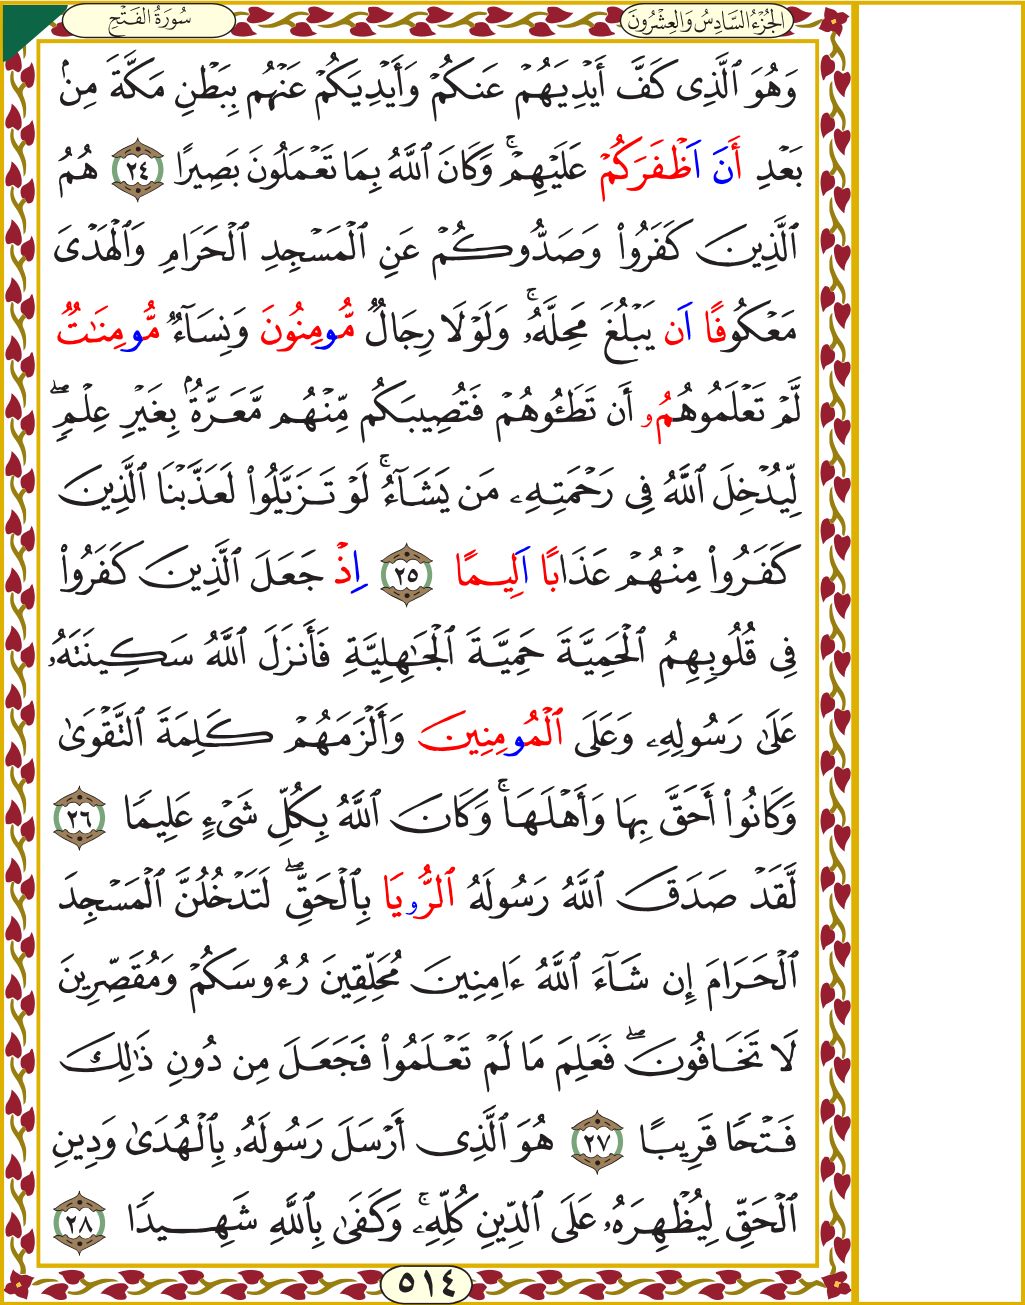 الجُزْءُ السَّادِسُ وَالعِشْرُونَ
سُورَةُ الفَتْحِ
وَهُوَ ٱلَّذِى كَفَّ أَيْدِيَهُمْ عَنكُمْ وَأَيْدِيَكُمْ عَنْهُم بِبَطْنِ مَكَّةَ مِنۢ
بَعْدِ أَنَ اَظْفَرَكُمْ عَلَيْهِمْ ۚ وَكَانَ ٱللَّهُ بِمَا تَعْمَلُونَ بَصِيرًا ٢٤ هُمُ
ٱلَّذِينَ كَفَرُوا۟ وَصَدُّوكُمْ عَنِ ٱلْمَسْجِدِ ٱلْحَرَامِ وَٱلْهَدْىَ
مَعْكُوفًا اَن يَبْلُغَ مَحِلَّهُۥ ۚ وَلَوْلَا رِجَالٌ مُّومِنُونَ وَنِسَآءٌ مُّومِنَٰتٌ
لَّمْ تَعْلَمُوهُمُۥ أَن تَطَـُٔوهُمْ فَتُصِيبَكُم مِّنْهُم مَّعَرَّةٌۢ بِغَيْرِ عِلْمٍ ۖ
لِّيُدْخِلَ ٱللَّهُ فِى رَحْمَتِهِۦ مَن يَشَآءُ ۚ لَوْ تَزَيَّلُوا۟ لَعَذَّبْنَا ٱلَّذِينَ
كَفَرُوا۟ مِنْهُمْ عَذَابًا اَلِيمًا ٢٥ اِذْ جَعَلَ ٱلَّذِينَ كَفَرُوا۟
فِى قُلُوبِهِمُ ٱلْحَمِيَّةَ حَمِيَّةَ ٱلْجَٰهِلِيَّةِ فَأَنزَلَ ٱللَّهُ سَكِينَتَهُۥ
عَلَىٰ رَسُولِهِۦ وَعَلَى ٱلْمُومِنِينَ وَأَلْزَمَهُمْ كَلِمَةَ ٱلتَّقْوَىٰ
وَكَانُوٓا۟ أَحَقَّ بِهَا وَأَهْلَهَا ۚ وَكَانَ ٱللَّهُ بِكُلِّ شَىْءٍ عَلِيمًا ٢٦
لَّقَدْ صَدَقَ ٱللَّهُ رَسُولَهُ ٱلرُّويَا بِٱلْحَقِّ ۖ لَتَدْخُلُنَّ ٱلْمَسْجِدَ
ٱلْحَرَامَ إِن شَآءَ ٱللَّهُ ءَامِنِينَ مُحَلِّقِينَ رُءُوسَكُمْ وَمُقَصِّرِينَ
لَا تَخَافُونَ ۖ فَعَلِمَ مَا لَمْ تَعْلَمُوا۟ فَجَعَلَ مِن دُونِ ذَٰلِكَ
فَتْحًا قَرِيبًا ٢٧ هُوَ ٱلَّذِىٓ أَرْسَلَ رَسُولَهُۥ بِٱلْهُدَىٰ وَدِينِ
ٱلْحَقِّ لِيُظْهِرَهُۥ عَلَى ٱلدِّينِ كُلِّهِۦ ۚ وَكَفَىٰ بِٱللَّهِ شَهِيدًا ٢٨
٥١٤